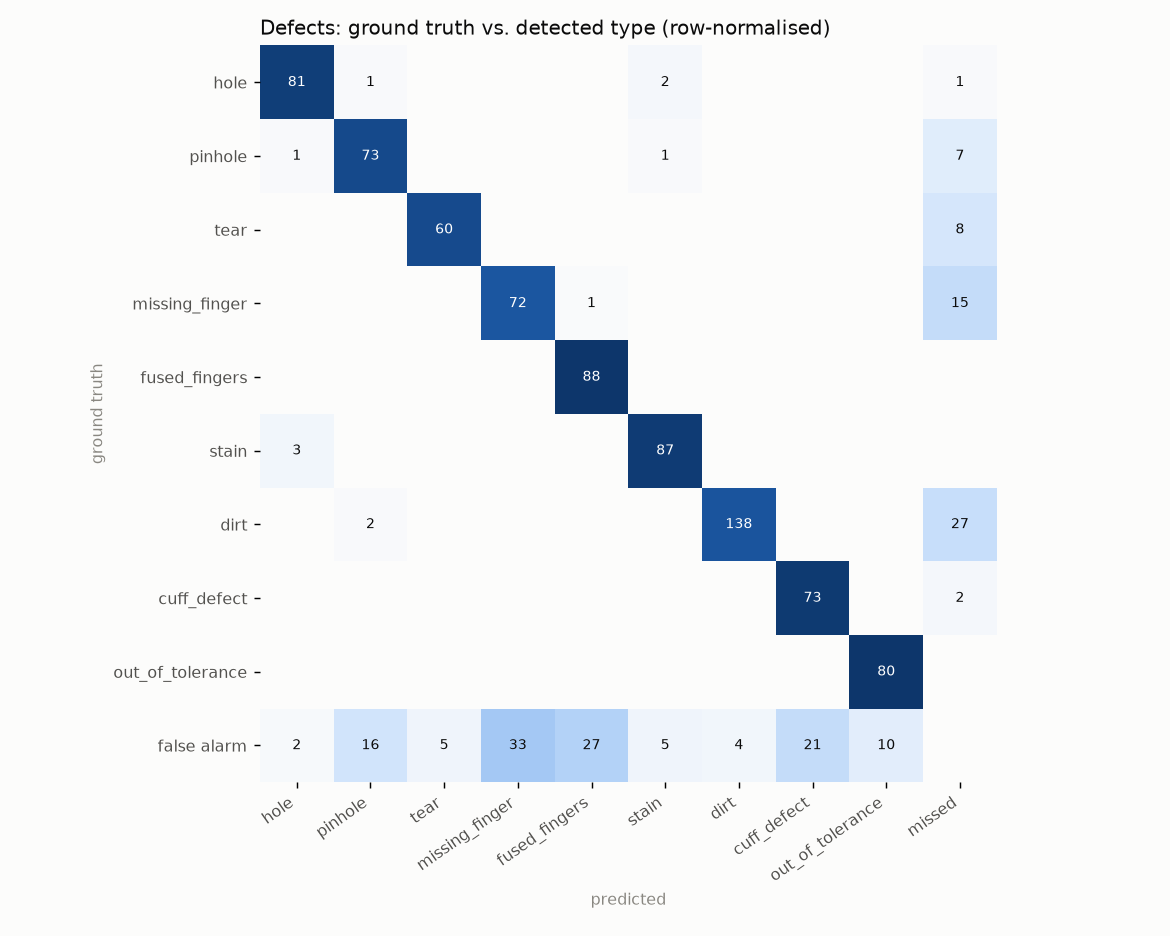 Defects: ground truth vs. detected type (row-normalised)
hole 81 1 2 1
pinhole 1 73 1 7
tear 60 8
missing_finger 72 1 15
fused_fingers 88
stain 3 87
dirt 2 138 27
cuff_defect 73 2
out_of_tolerance 80
false alarm 2 16 5 33 27 5 4 21 10
ground truth
hole pinhole tear missing_finger fused_fingers stain dirt cuff_defect out_of_tolerance missed
predicted